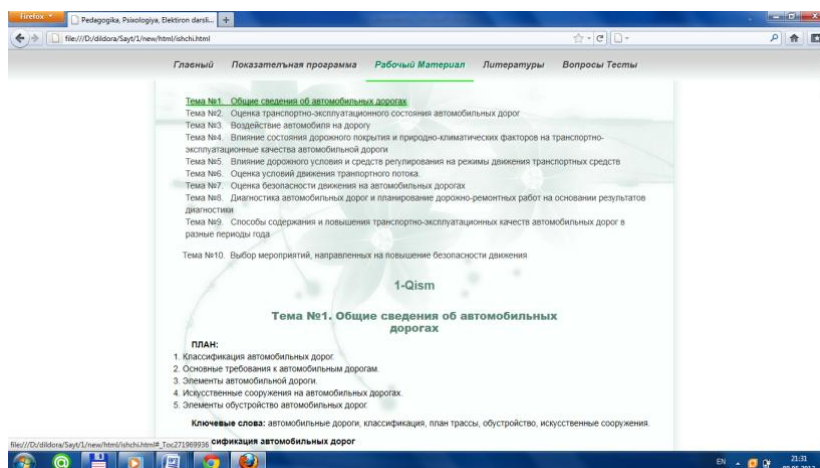 Firefox
Pedagogika, Psixologiya, Elektiron darsli...
file:///D:/dildora/Sayt/1/new/html/ishchi.html
Главный Показательная программа Рабочый Материал Литературы Вопросы Тесты
Тема №1. Общие сведения об автомобильных дорогах
Тема №2. Оценка транспортно-эксплуатационного состояния автомобильных дорог
Тема №3. Воздействие автомобиля на дорогу
Тема №4. Влияние состояния дорожного покрытия и природно-климатических факторов на транспортно-
эксплуатационные качества автомобильной дороги
Тема №5. Влияние дорожного условия и средств регулирования на режимы движения транспортных средств
Тема №6. Оценка условий движения транпортного потока.
Тема №7. Оценка безопасности движения на автомобильных дорогах
Тема №8. Диагностика автомобильных дорог и планирование дорожно-ремонтных работ на основании результатов
диагностики
Тема №9. Способы содержания и повышения транспортно-эксплуатационных качеств автомобильных дорог в
разные периоды года
Тема №10. Выбор мероприятий, направленных на повышение безопасности движения
1-Qism
Тема №1. Общие сведения об автомобильных
дорогах
ПЛАН:
1. Классификация автомобильных дорог.
2. Основные требования к автомобильным дорогам.
3. Элементы автомобильной дороги.
4. Искусственные сооружения на автомобильных дорогах.
5. Элементы обустройство автомобильных дорог.
Ключевые слова: автомобильные дороги, классификация, план трассы, обустройство, искусственные сооружения.
file:///D:/dildora/Sayt/1/new/html/ishchi.html#_Toc271969936 сификация автомобильных дорог
EN 21:31